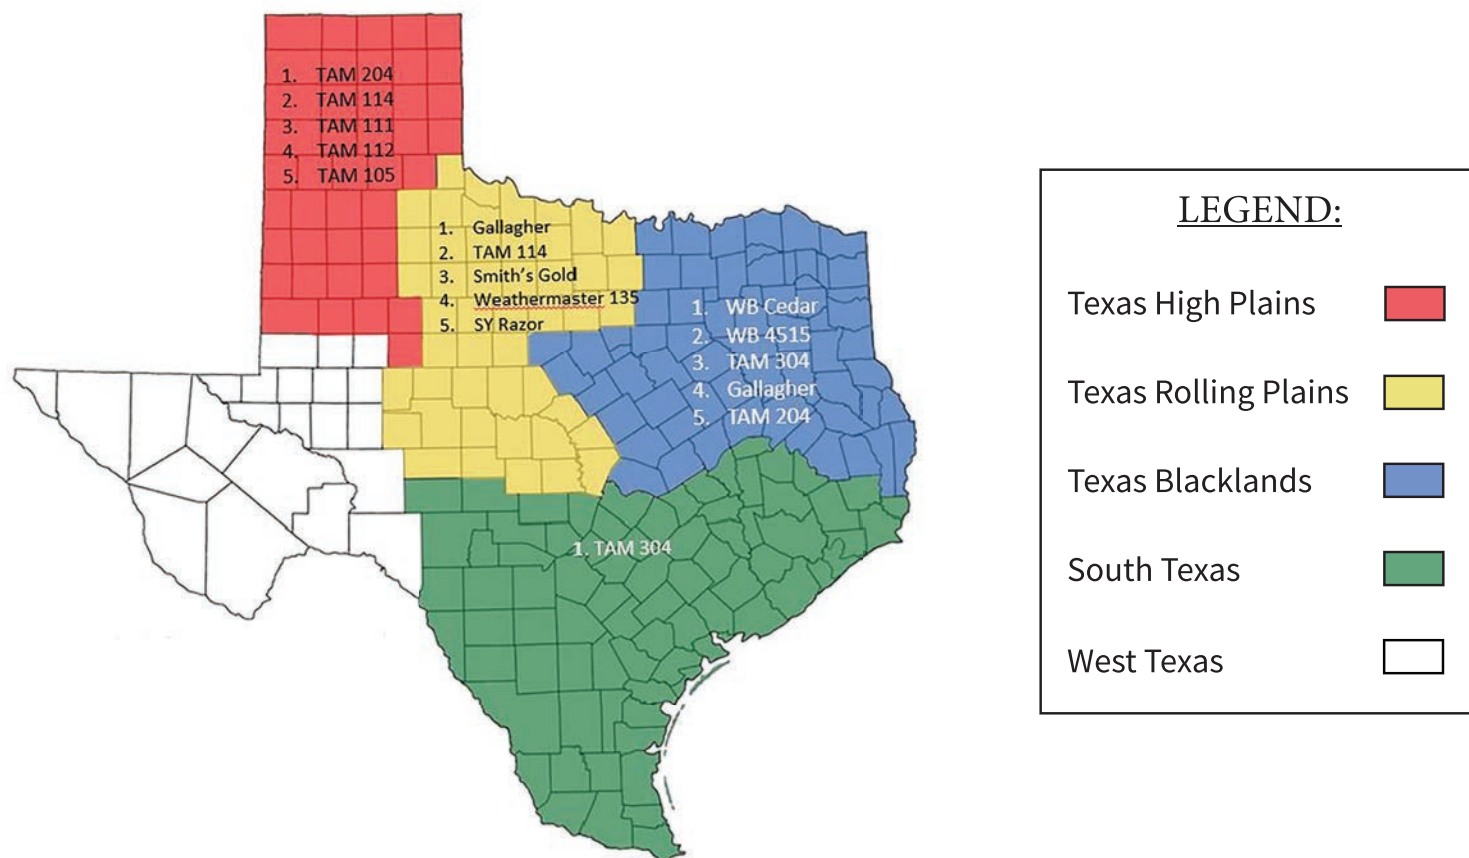 1. TAM 204
2. TAM 114
3. TAM 111
4. TAM 112
5. TAM 105
1. Gallagher
2. TAM 114
3. Smith's Gold
4. Weathermaster 135
5. SY Razor
1. WB Cedar
2. WB 4515
3. TAM 304
4. Gallagher
5. TAM 204
1. TAM 304
LEGEND:
Texas High Plains
Texas Rolling Plains
Texas Blacklands
South Texas
West Texas